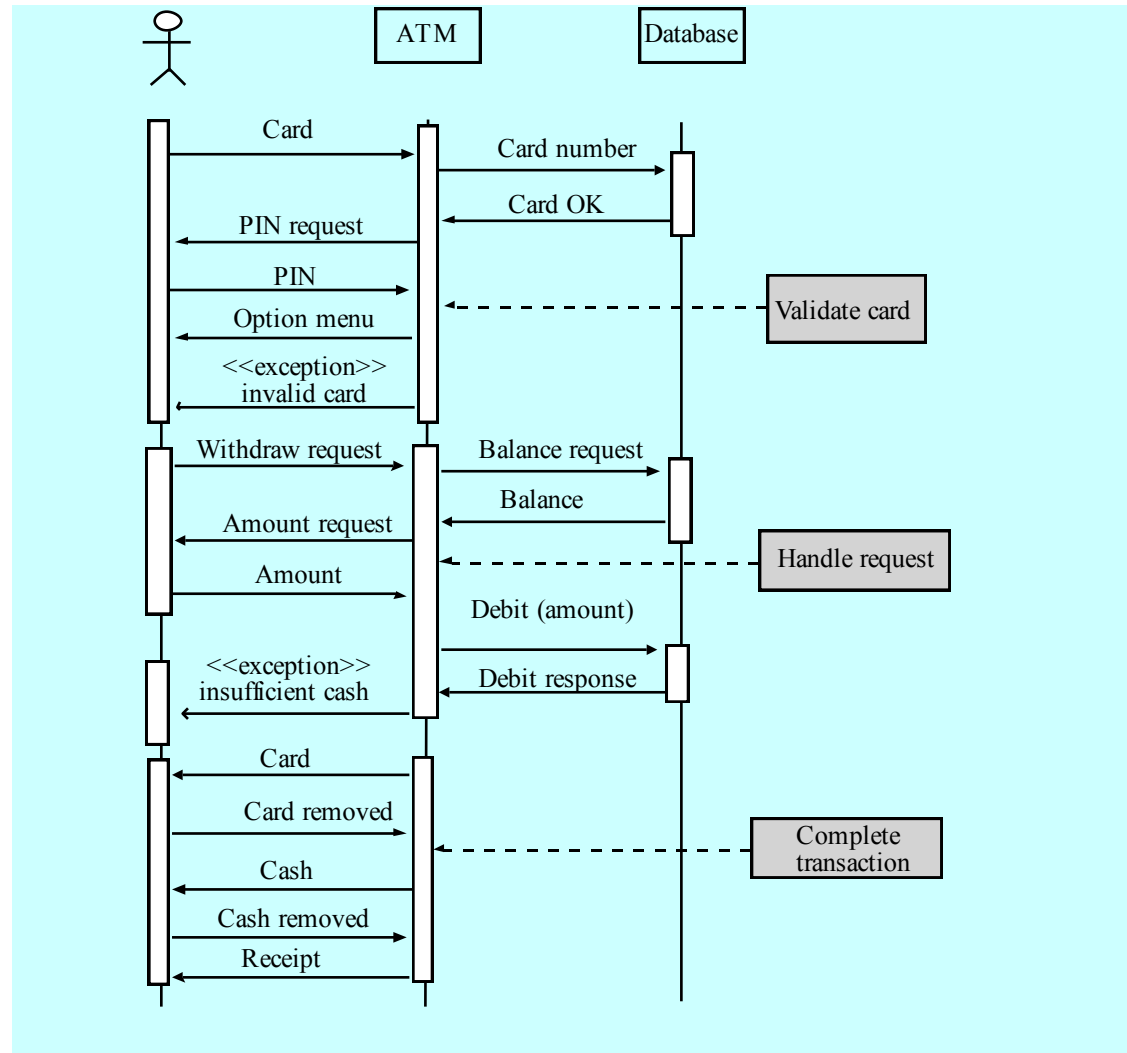 ATM
Database
Card
Card number
Card OK
PIN request
PIN
Validate card
Option menu
<<exception>>
invalid card
Withdraw request
Balance request
Balance
Amount request
Handle request
Amount
Debit (amount)
<<exception>>
insufficient cash
Debit response
Card
Card removed
Complete
transaction
Cash
Cash removed
Receipt